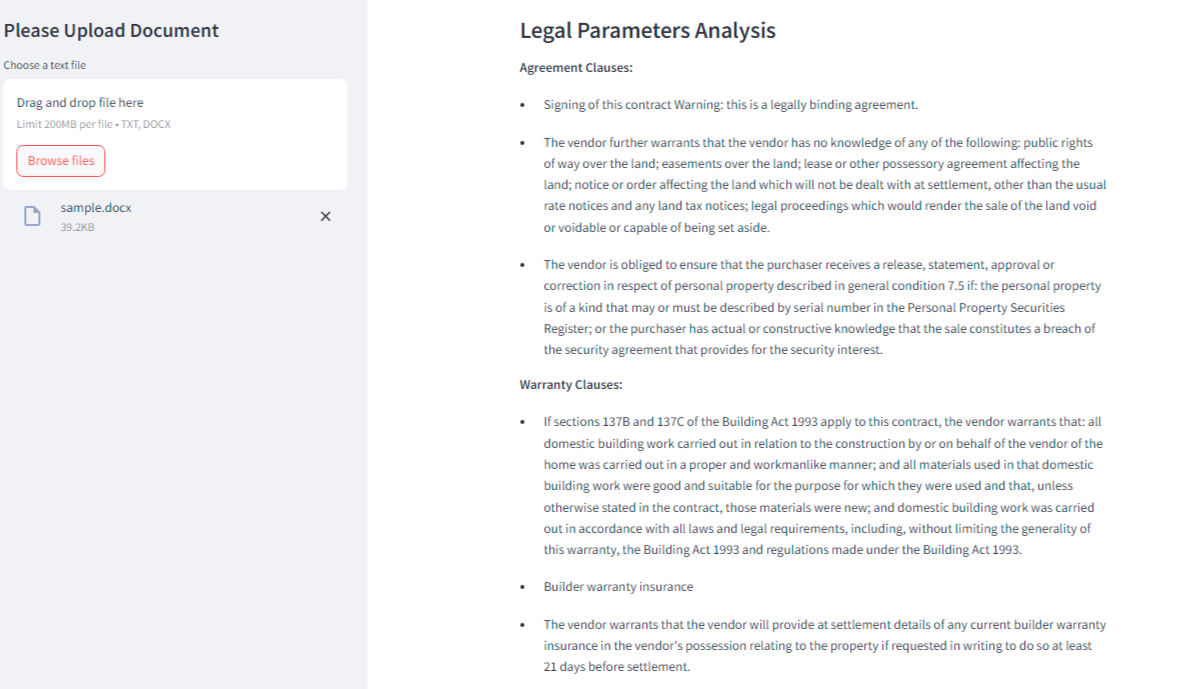 Please Upload Document
Choose a text file
Drag and drop file here
Limit 200MB per file • TXT, DOCX
Browse files
sample.docx
39.2KB
Legal Parameters Analysis
Agreement Clauses:
• Signing of this contract Warning: this is a legally binding agreement.
• The vendor further warrants that the vendor has no knowledge of any of the following: public rights
of way over the land; easements over the land; lease or other possessory agreement affecting the
land; notice or order affecting the land which will not be dealt with at settlement, other than the usual
rate notices and any land tax notices; legal proceedings which would render the sale of the land void
or voidable or capable of being set aside.
• The vendor is obliged to ensure that the purchaser receives a release, statement, approval or
correction in respect of personal property described in general condition 7.5 if: the personal property
is of a kind that may or must be described by serial number in the Personal Property Securities
Register; or the purchaser has actual or constructive knowledge that the sale constitutes a breach of
the security agreement that provides for the security interest.
Warranty Clauses:
• If sections 137B and 137C of the Building Act 1993 apply to this contract, the vendor warrants that: all
domestic building work carried out in relation to the construction by or on behalf of the vendor of the
home was carried out in a proper and workmanlike manner; and all materials used in that domestic
building work were good and suitable for the purpose for which they were used and that, unless
otherwise stated in the contract, those materials were new; and domestic building work was carried
out in accordance with all laws and legal requirements, including, without limiting the generality of
this warranty, the Building Act 1993 and regulations made under the Building Act 1993.
• Builder warranty insurance
• The vendor warrants that the vendor will provide at settlement details of any current builder warranty
insurance in the vendor's possession relating to the property if requested in writing to do so at least
21 days before settlement.